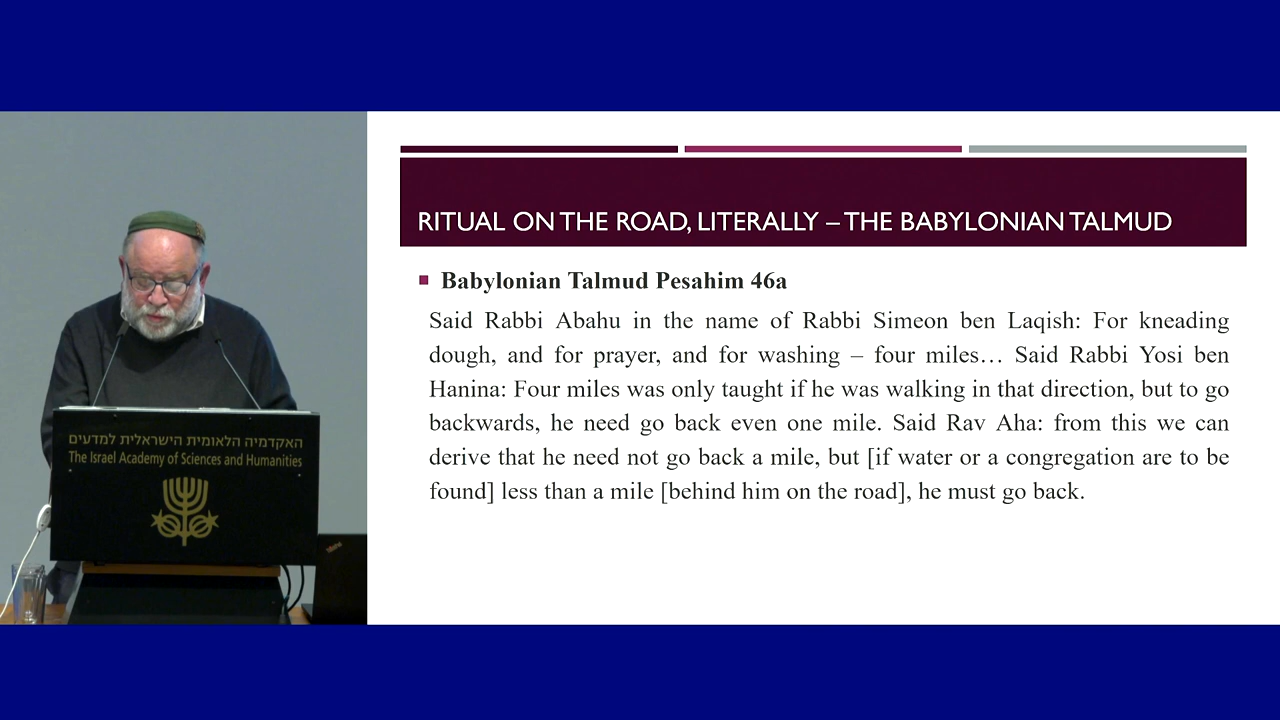 האקדמיה הלאומית הישראלית למדעים
The Israel Academy of Sciences and Humanities
RITUAL ON THE ROAD, LITERALLY – THE BABYLONIAN TALMUD
Babylonian Talmud Pesahim 46a
Said Rabbi Abahu in the name of Rabbi Simeon ben Laqish: For kneading
dough, and for prayer, and for washing – four miles… Said Rabbi Yosi ben
Hanina: Four miles was only taught if he was walking in that direction, but to go
backwards, he need go back even one mile. Said Rav Aha: from this we can
derive that he need not go back a mile, but [if water or a congregation are to be
found] less than a mile [behind him on the road], he must go back.